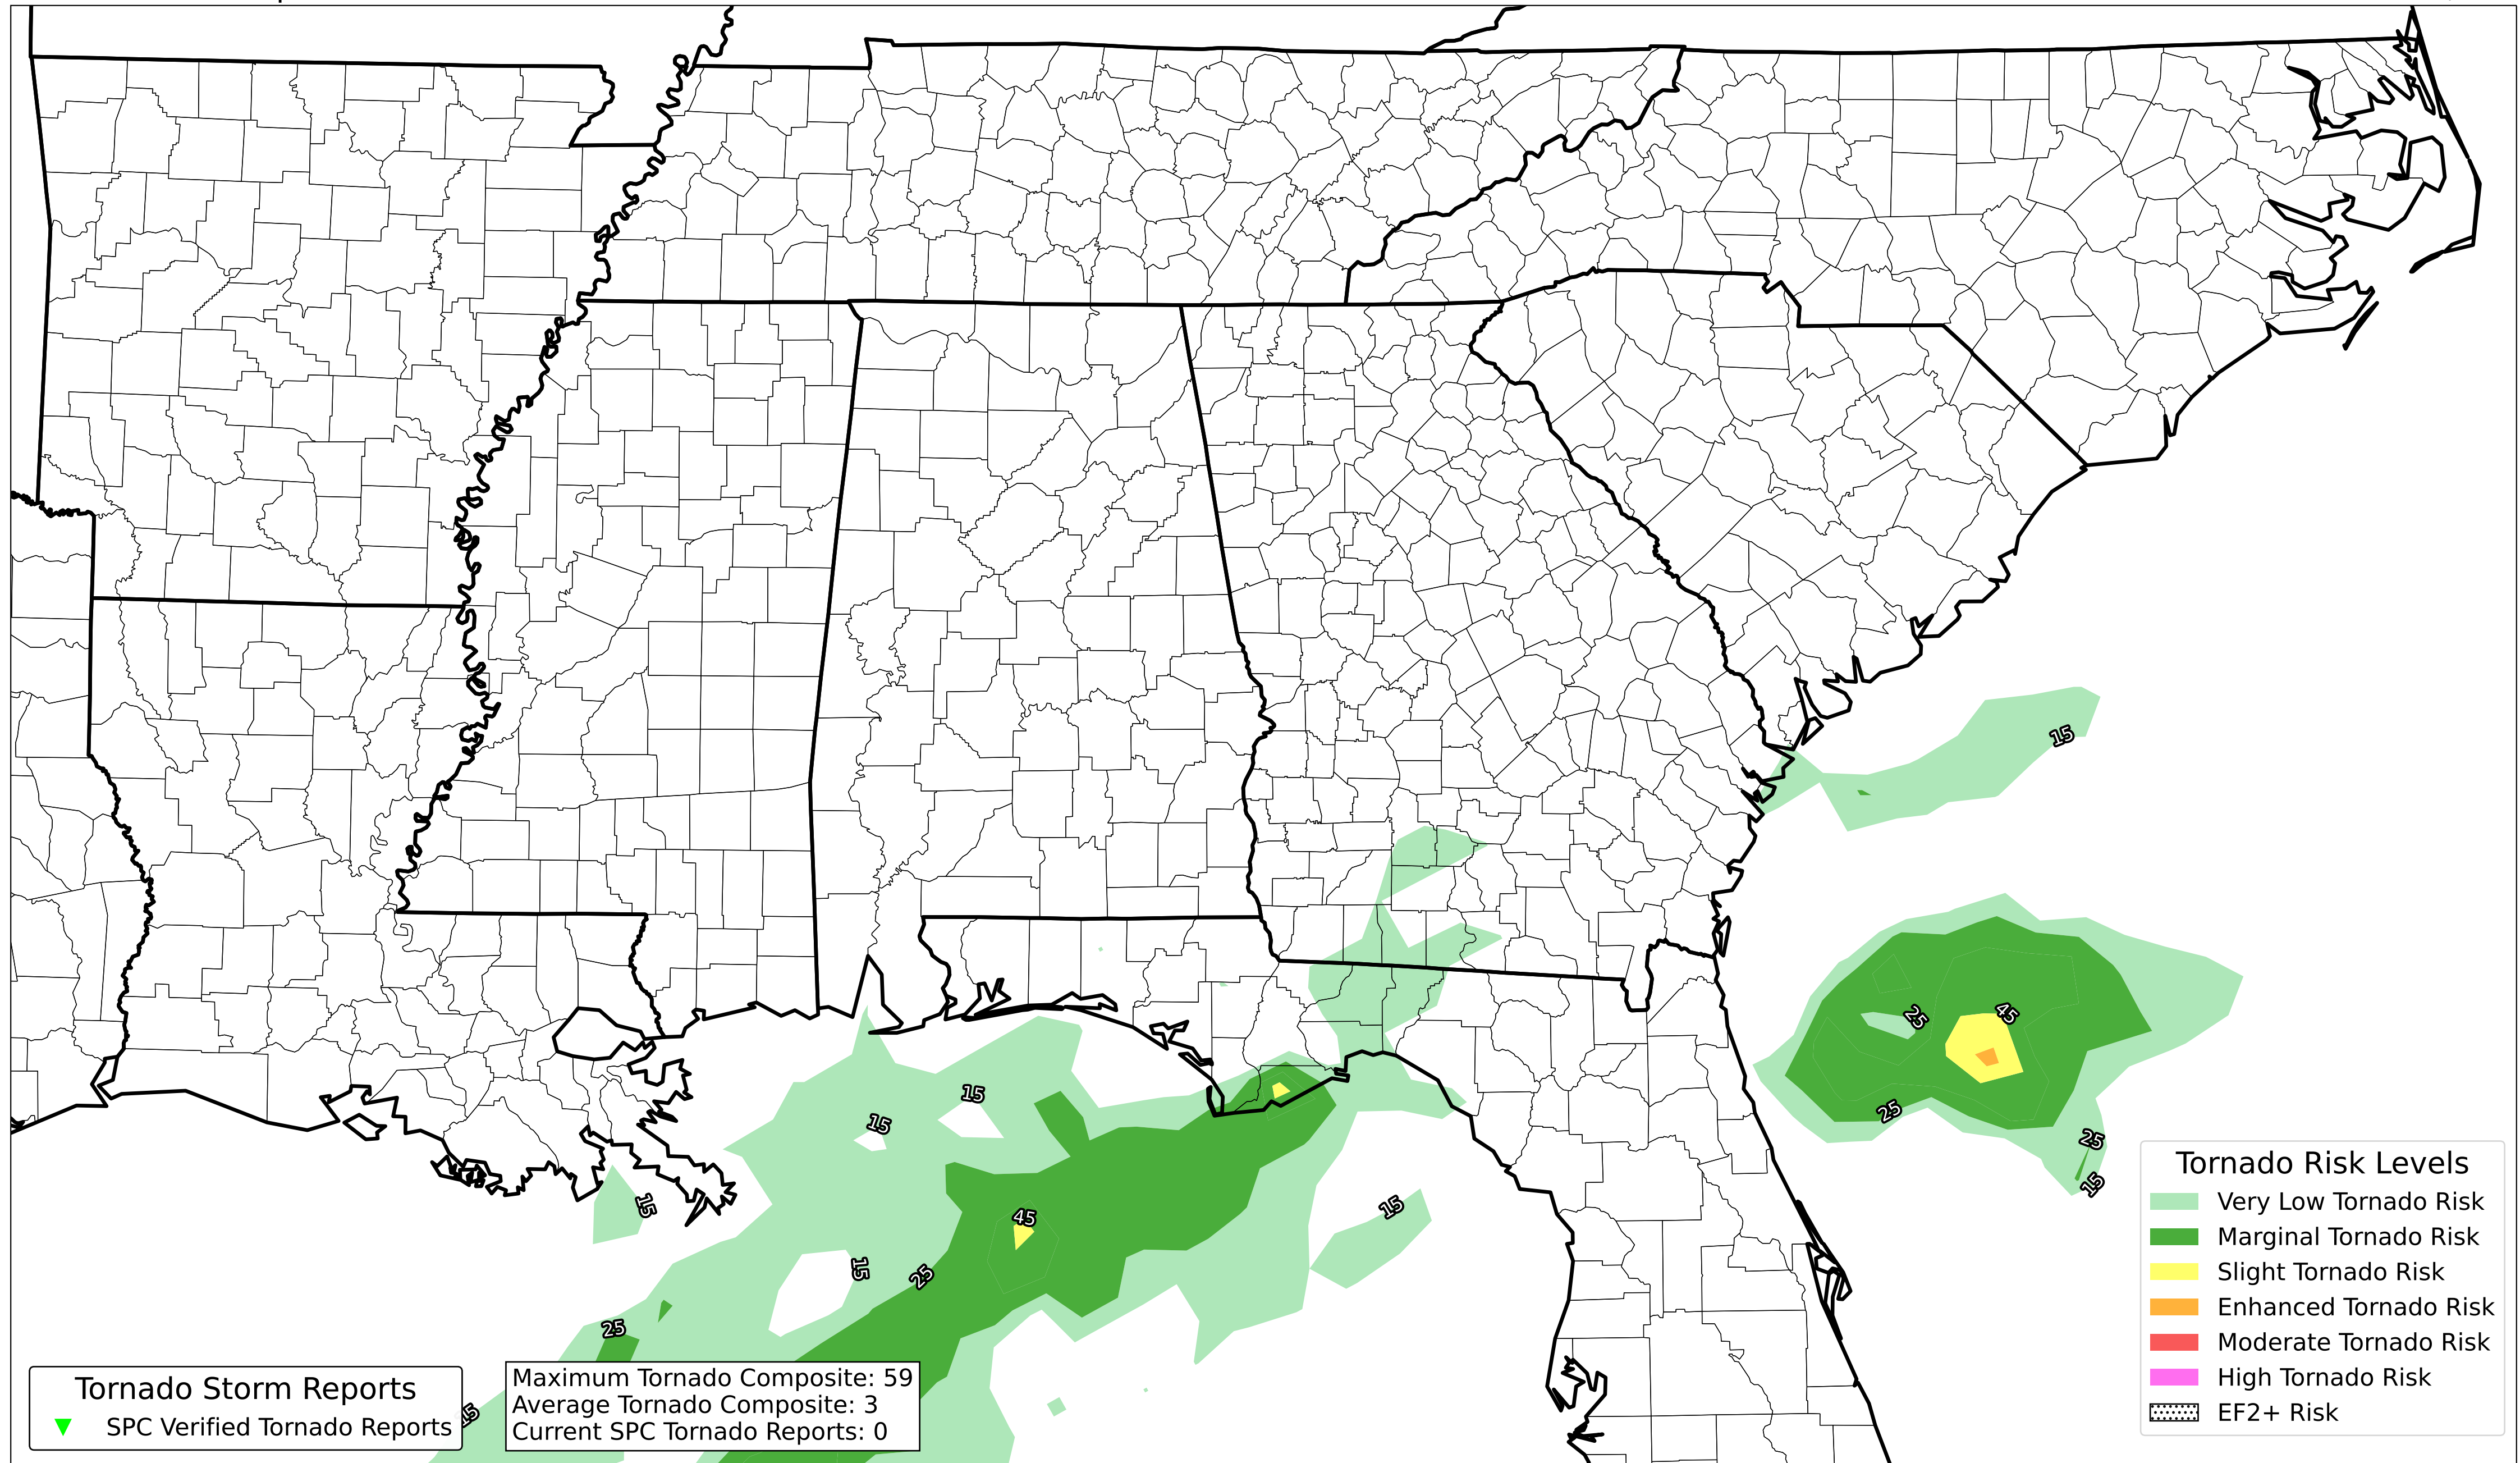 15
15
25
45
15
15
25
25
15
15
15
45
15
25
25
15
Tornado Risk Levels
Very Low Tornado Risk
Marginal Tornado Risk
Slight Tornado Risk
Enhanced Tornado Risk
Moderate Tornado Risk
High Tornado Risk
EF2+ Risk
Tornado Storm Reports
SPC Verified Tornado Reports
Maximum Tornado Composite: 59
Average Tornado Composite: 3
Current SPC Tornado Reports: 0